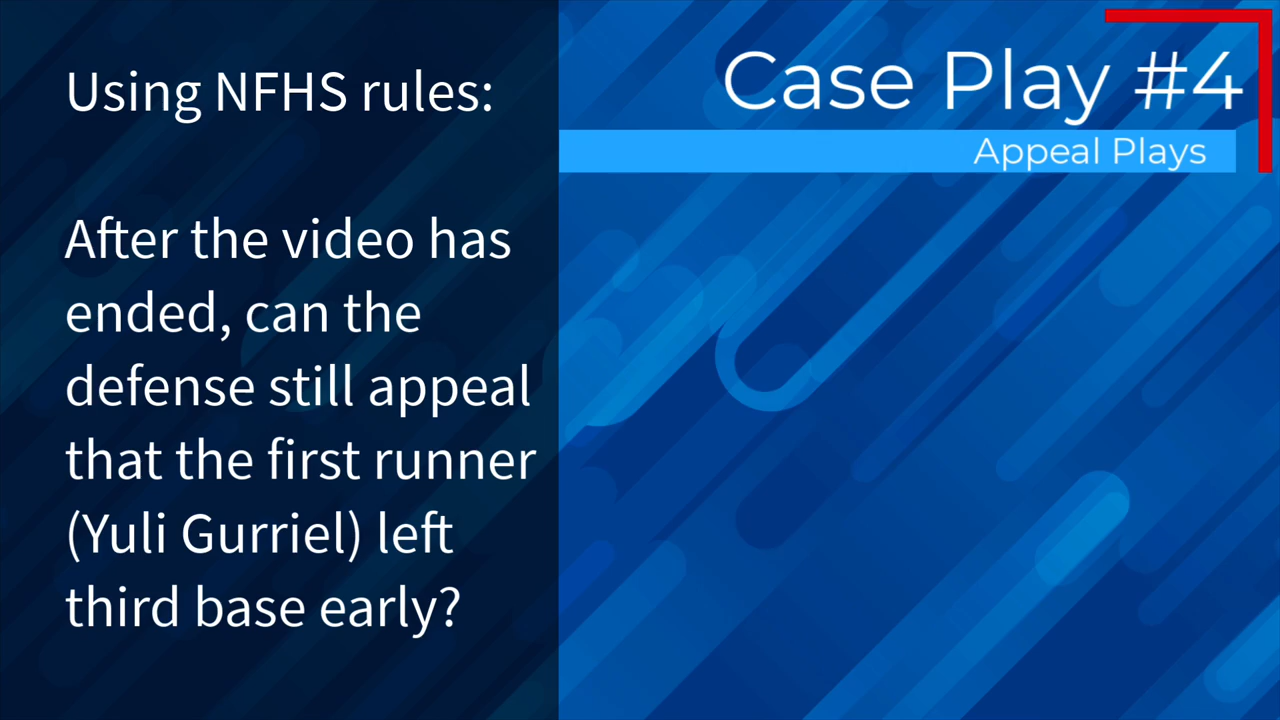 Using NFHS rules:
After the video has
ended, can the
defense still appeal
that the first runner
(Yuli Gurriel) left
third base early?
Case Play #4
Appeal Plays